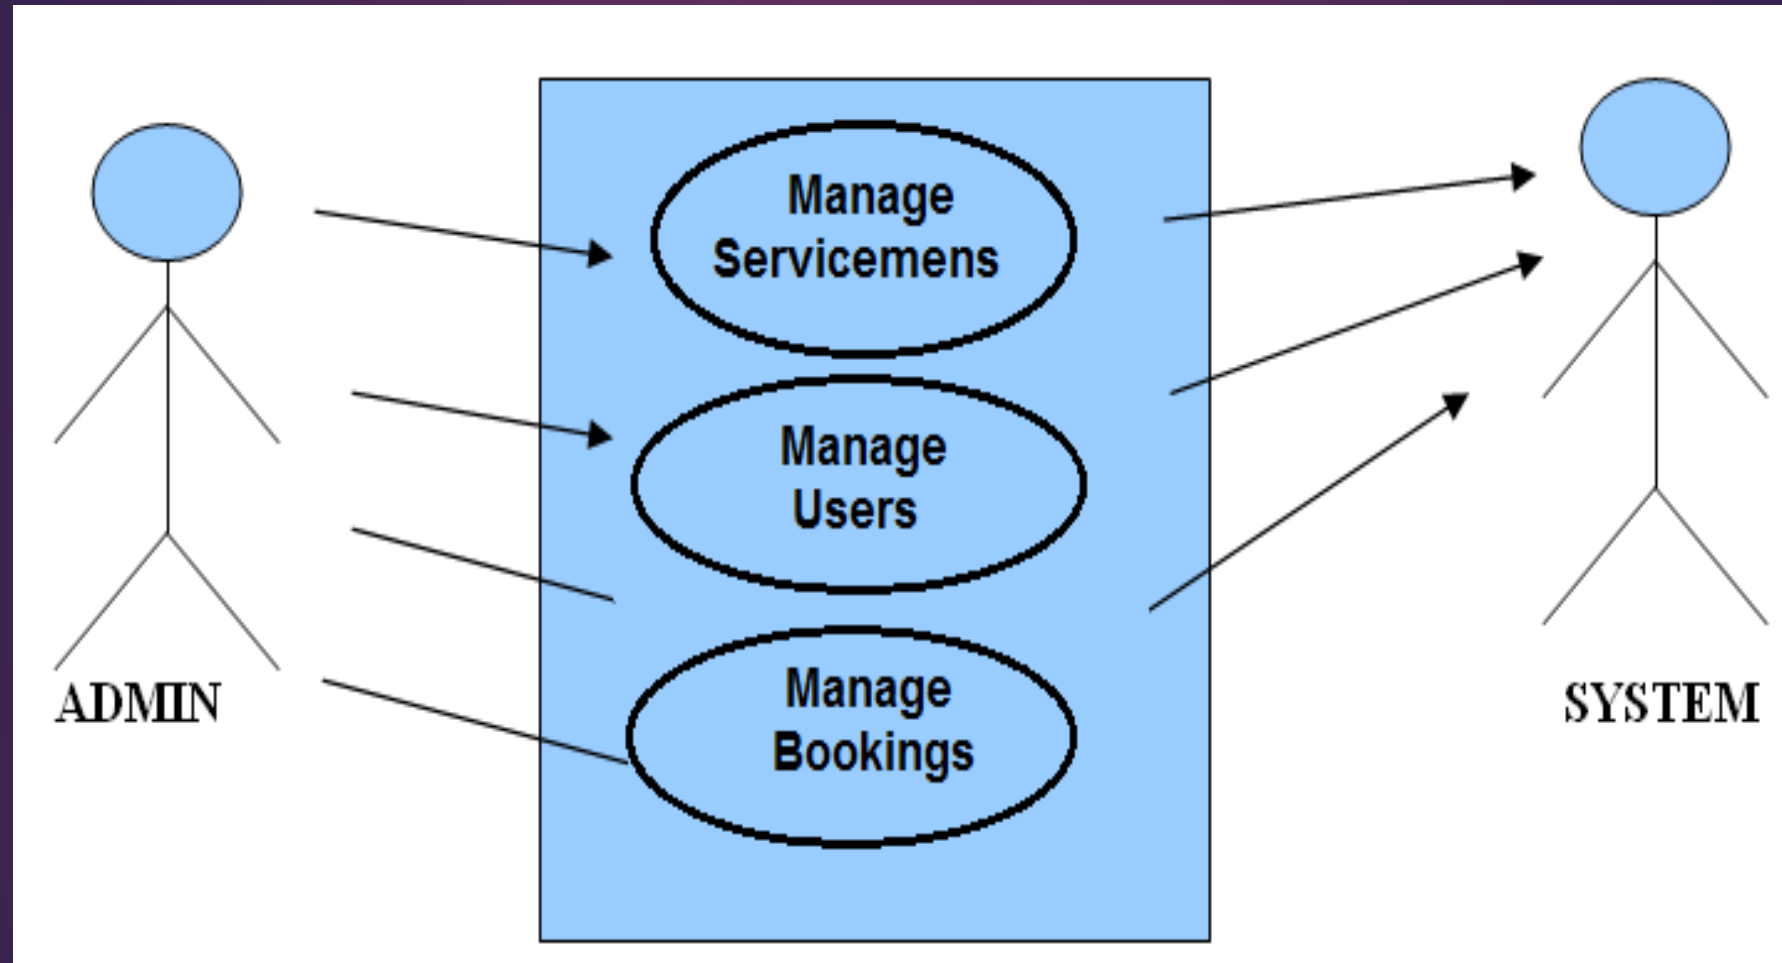 Manage
Servicemens
Manage
Users
Manage
Bookings
ADMIN
SYSTEM